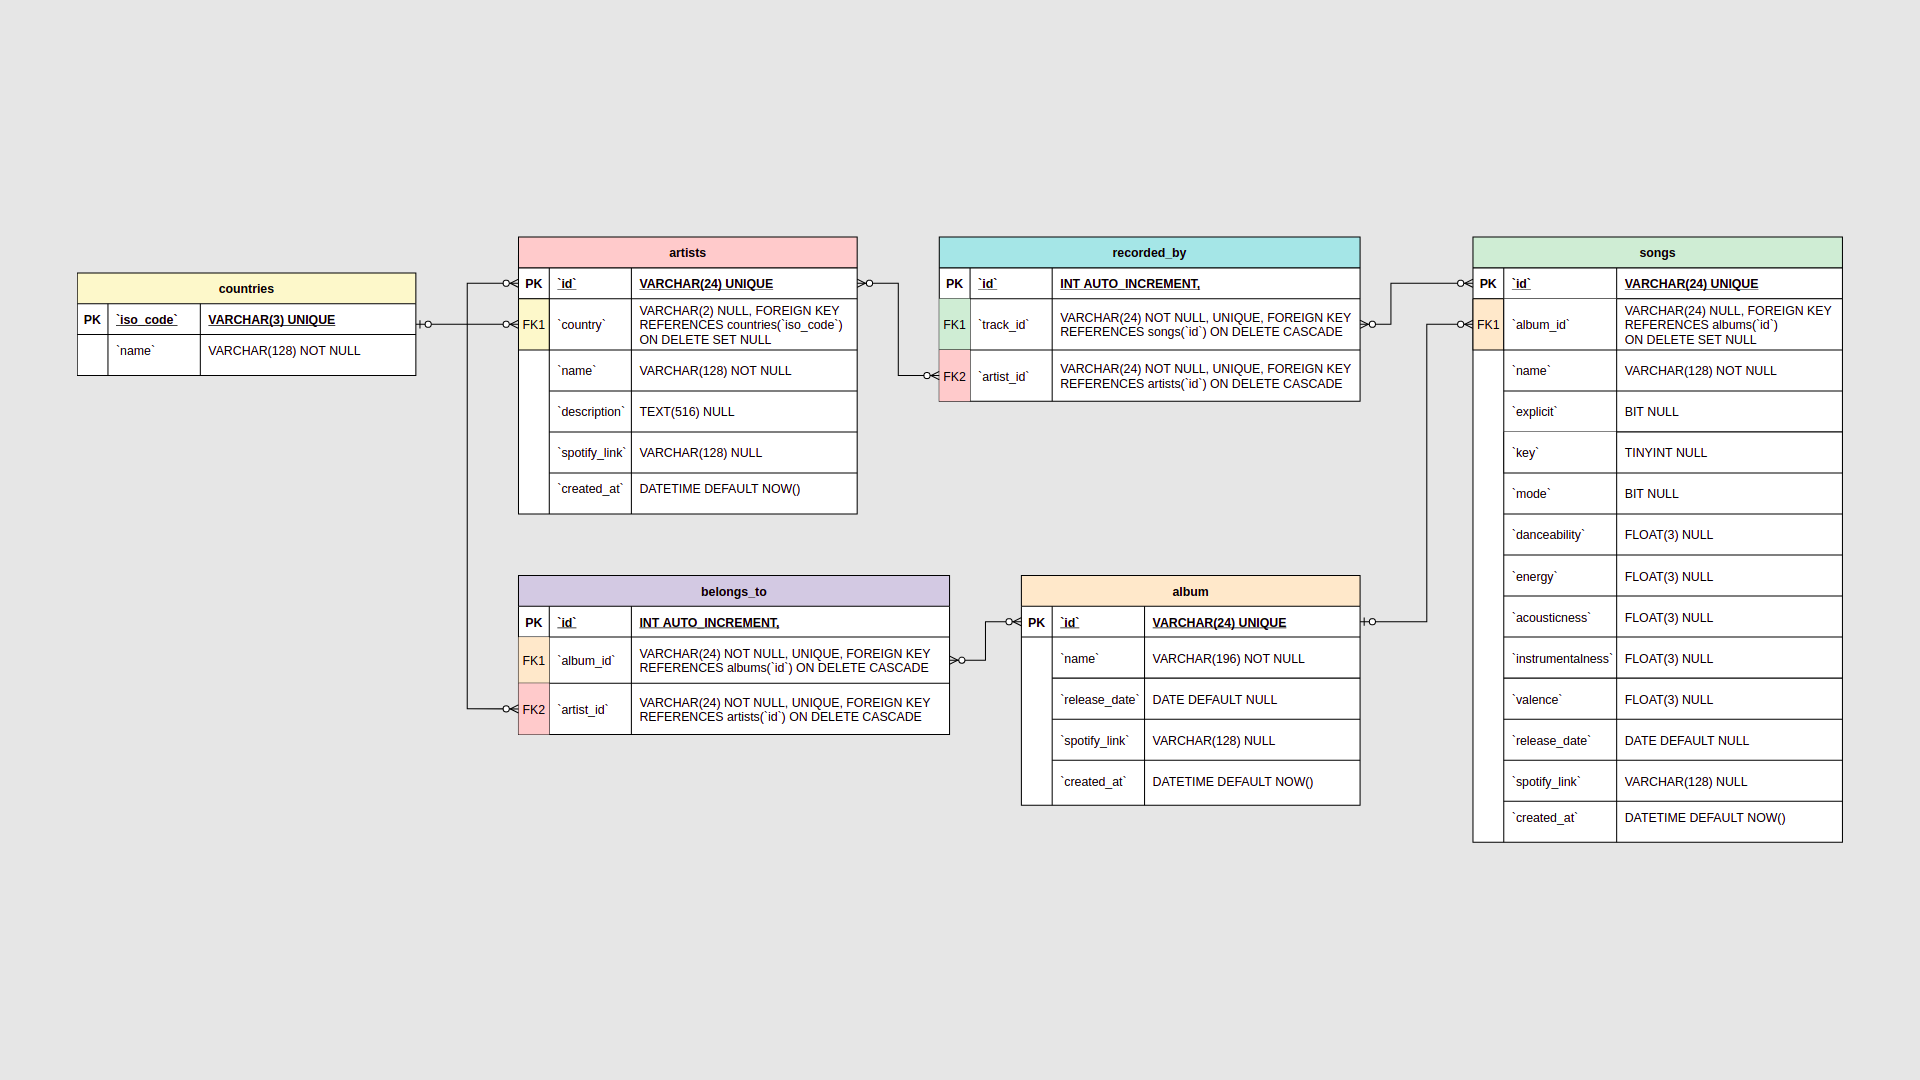 countries
PK `iso_code` VARCHAR(3) UNIQUE
`name` VARCHAR(128) NOT NULL
artists
PK `id` VARCHAR(24) UNIQUE
FK1 `country` VARCHAR(2) NULL, FOREIGN KEY
REFERENCES countries(`iso_code`)
ON DELETE SET NULL
`name` VARCHAR(128) NOT NULL
`description` TEXT(516) NULL
`spotify_link` VARCHAR(128) NULL
`created_at` DATETIME DEFAULT NOW()
recorded_by
PK `id` INT AUTO_INCREMENT,
FK1 `track_id` VARCHAR(24) NOT NULL, UNIQUE, FOREIGN KEY
REFERENCES songs(`id`) ON DELETE CASCADE
FK2 `artist_id` VARCHAR(24) NOT NULL, UNIQUE, FOREIGN KEY
REFERENCES artists(`id`) ON DELETE CASCADE
songs
PK `id` VARCHAR(24) UNIQUE
FK1 `album_id` VARCHAR(24) NULL, FOREIGN KEY
REFERENCES albums(`id`)
ON DELETE SET NULL
`name` VARCHAR(128) NOT NULL
`explicit` BIT NULL
`key` TINYINT NULL
`mode` BIT NULL
`danceability` FLOAT(3) NULL
`energy` FLOAT(3) NULL
`acousticness` FLOAT(3) NULL
`instrumentalness` FLOAT(3) NULL
`valence` FLOAT(3) NULL
`release_date` DATE DEFAULT NULL
`spotify_link` VARCHAR(128) NULL
`created_at` DATETIME DEFAULT NOW()
belongs_to
PK `id` INT AUTO_INCREMENT,
FK1 `album_id` VARCHAR(24) NOT NULL, UNIQUE, FOREIGN KEY
REFERENCES albums(`id`) ON DELETE CASCADE
FK2 `artist_id` VARCHAR(24) NOT NULL, UNIQUE, FOREIGN KEY
REFERENCES artists(`id`) ON DELETE CASCADE
album
PK `id` VARCHAR(24) UNIQUE
`name` VARCHAR(196) NOT NULL
`release_date` DATE DEFAULT NULL
`spotify_link` VARCHAR(128) NULL
`created_at` DATETIME DEFAULT NOW()